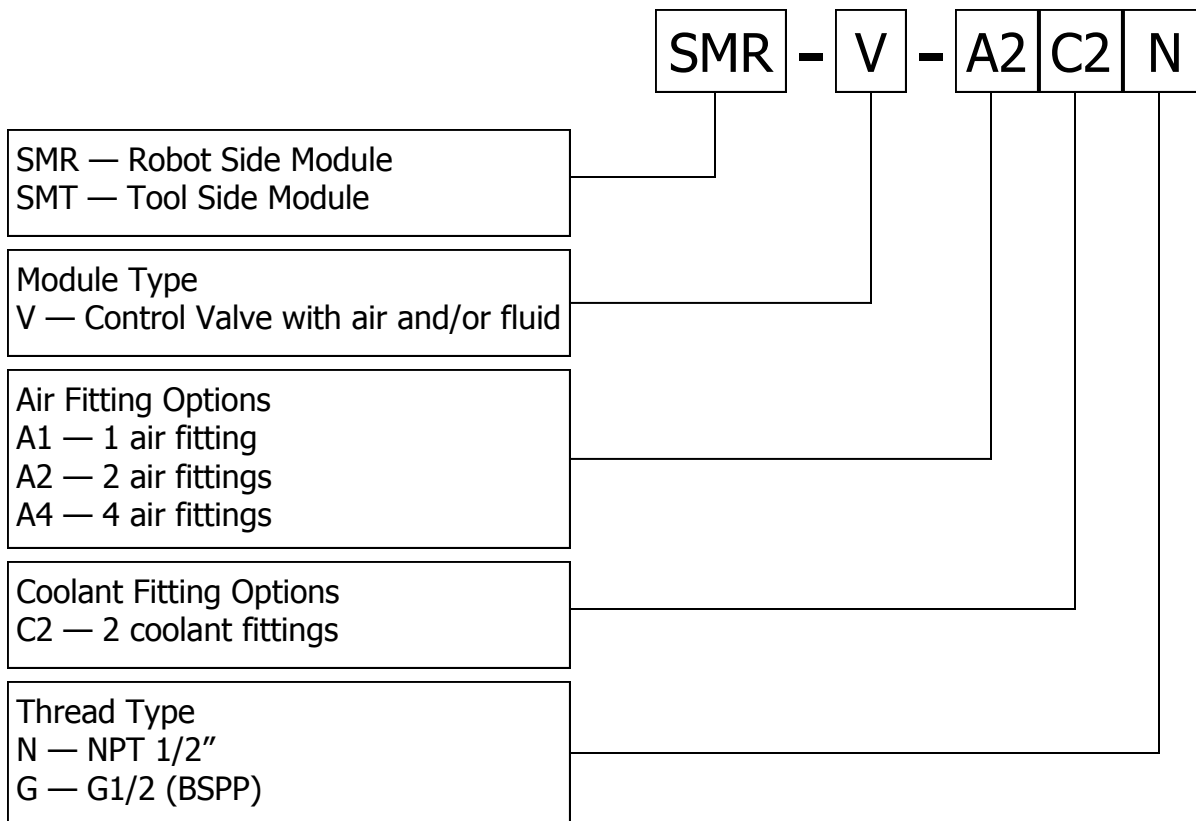 SMR - V - A2 C2 N
SMR — Robot Side Module
SMT — Tool Side Module
Module Type
V — Control Valve with air and/or fluid
Air Fitting Options
A1 — 1 air fitting
A2 — 2 air fittings
A4 — 4 air fittings
Coolant Fitting Options
C2 — 2 coolant fittings
Thread Type
N — NPT 1/2”
G — G1/2 (BSPP)